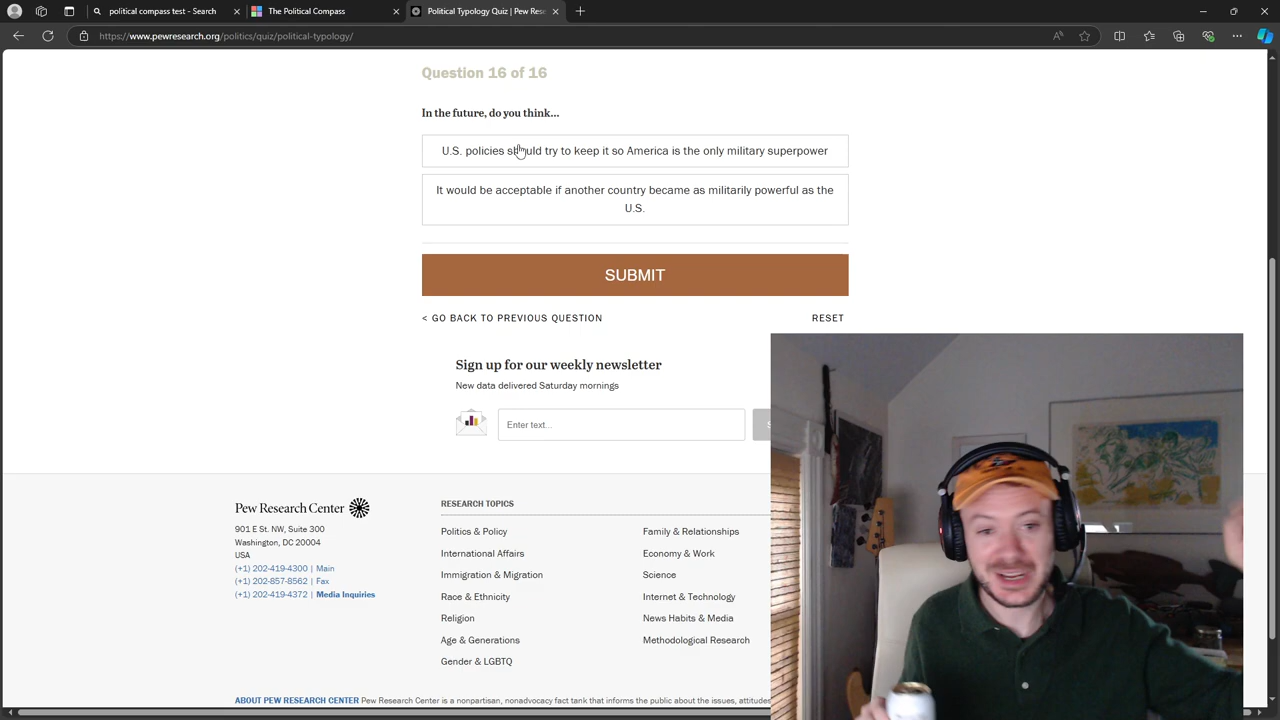 political compass test - Search
The Political Compass
Quiz | Pew Rese
https://www.pewresearch.org/politics/quiz/political-typology/
Question 16 of 16
In the future, do you think...
U.S. policies should try to keep it so America is the only military superpower
It would be acceptable if another country became as militarily powerful as the
U.S.
SUBMIT
< GO BACK TO PREVIOUS QUESTION
RESET
Sign up for our weekly newsletter
New data delivered Saturday mornings
Enter text...
Pew Research Center
901 E St. NW, Suite 300
Washington, DC 20004
USA
(+1) 202-419-4300 | Main
(+1) 202-857-8562 | Fax
(+1) 202-419-4372 | Media Inquiries
RESEARCH TOPICS
Politics & Policy
International Affairs
Immigration & Migration
Race & Ethnicity
Religion
Age & Generations
Gender & LGBTQ
Family & Relationships
Economy & Work
Science
Internet & Technology
News Habits & Media
Methodological Research
ABOUT PEW RESEARCH CENTER Pew Research Center is a nonpartisan, nonadvocacy fact tank that informs the public about the issues, attitudes